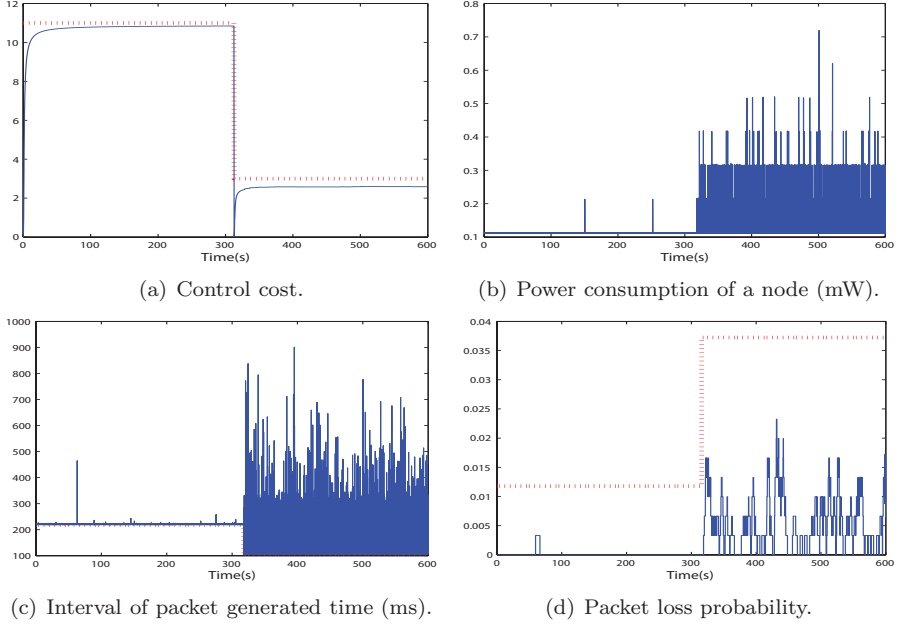 12
10
8
6
4
2
0
0 100 200 300 400 500 600
Time(s)
(a) Control cost.
0.8
0.7
0.6
0.5
0.4
0.3
0.2
0.1
0 100 200 300 400 500 600
Time(s)
(b) Power consumption of a node (mW).
1000
900
800
700
600
500
400
300
200
100
0 100 200 300 400 500 600
Time(s)
(c) Interval of packet generated time (ms).
0.04
0.035
0.03
0.025
0.02
0.015
0.01
0.005
0
0 100 200 300 400 500 600
Time(s)
(d) Packet loss probability.